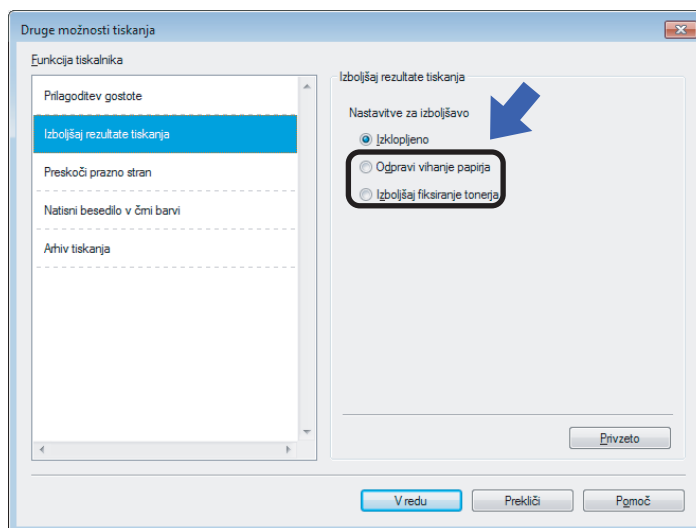 Druge možnosti tiskanja
Funkcija tiskalnika
Prilagoditev gostote
Izboljšaj rezultate tiskanja
Preskoči prazno stran
Natisni besedilo v črni barvi
Arhiv tiskanja
Izboljšaj rezultate tiskanja
Nastavitve za izboljšavo
Izklopljeno
Odpravi vihanje papirja
Izboljšaj fiksiranje tonerja
Privzeto
V redu
Prekliči
Pomoč